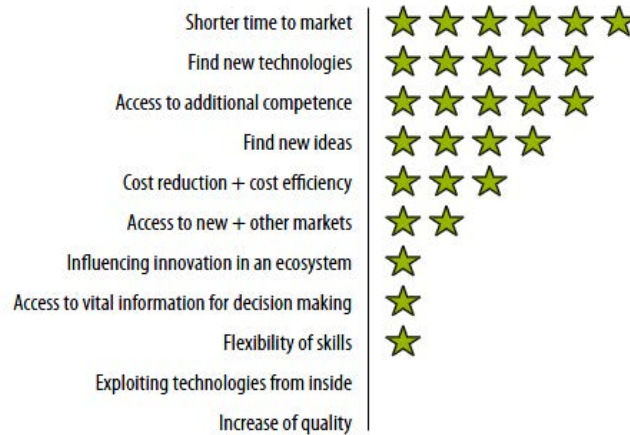 Shorter time to market
Find new technologies
Access to additional competence
Find new ideas
Cost reduction + cost efficiency
Access to new + other markets
Influencing innovation in an ecosystem
Access to vital information for decision making
Flexibility of skills
Exploiting technologies from inside
Increase of quality